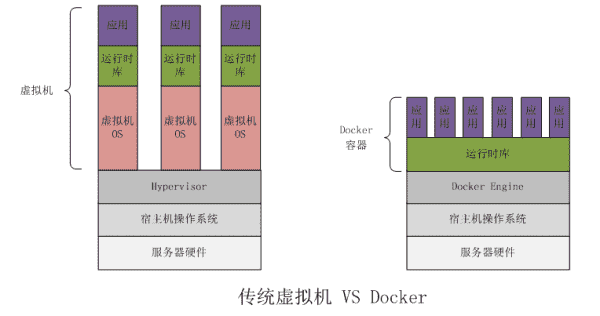 应用
应用
应用
运行时
库
运行时
库
运行时
库
虚拟机
虚拟机
OS
虚拟机
OS
虚拟机
OS
Hypervisor
宿主机操作系统
服务器硬件
Docker
容器
应用
应用
应用
应用
应用
应用
运行时库
Docker Engine
宿主机操作系统
服务器硬件
传统虚拟机 VS Docker